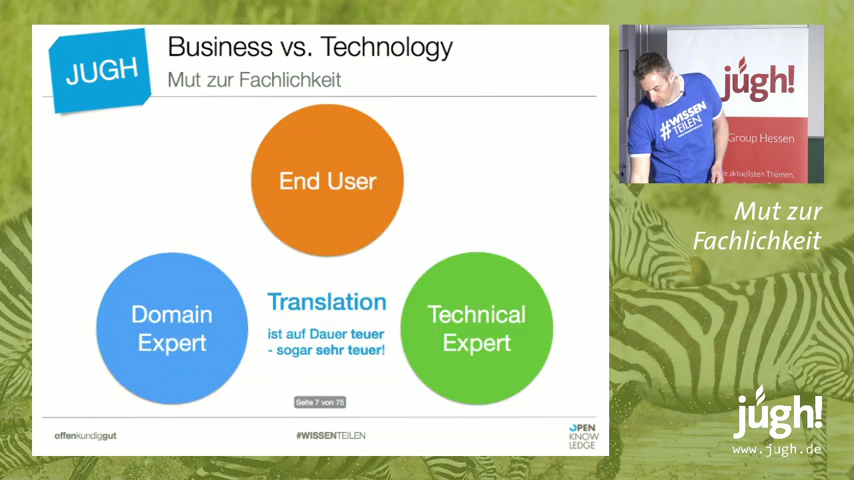 JUGH
Business vs. Technology
Mut zur Fachlichkeit
End User
Domain
Expert
Translation
ist auf Dauer teuer
- sogar sehr teuer!
Technical
Expert
Seite 7 von 75
offenkundiggut
#WISSENTEILEN
OPEN
KNOW
LEDGE
#WISSEN
TEILEN
jugh!
Group Hessen
aktuellsten Themen,
Mut zur
Fachlichkeit
jugh!
www.jugh.de